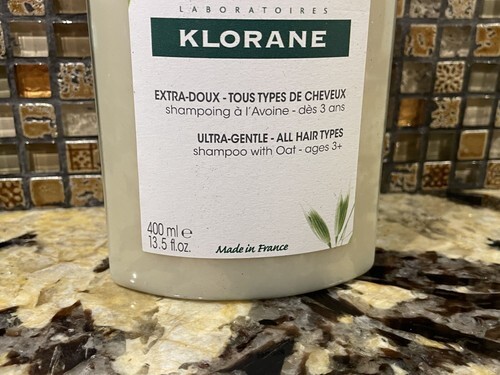 LABORATOIRES
KLORANE
EXTRA-DOUX - TOUS TYPES DE CHEVEUX
shampoing à l'Avoine - dès 3 ans
ULTRA-GENTLE - ALL HAIR TYPES
shampoo with Oat - ages 3+
400 ml ℮
13.5 fl.oz.
Made in France